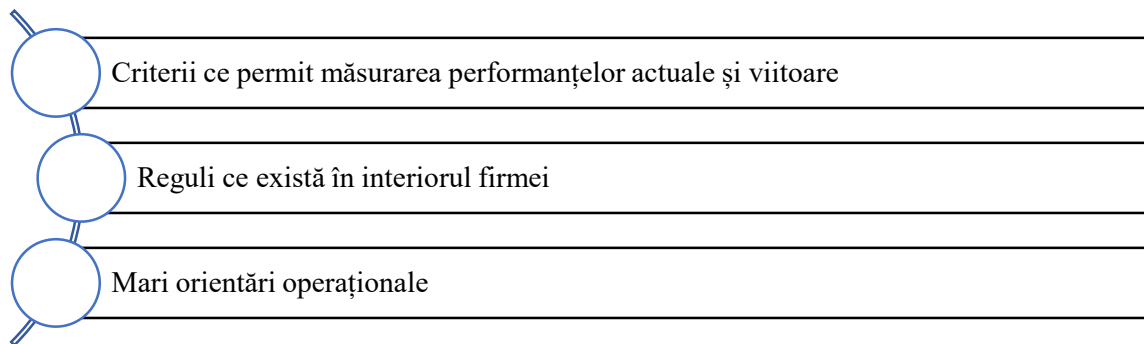 Criterii ce permit măsurarea performanțelor actuale și viitoare
Reguli ce există în interiorul firmei
Mari orientări operaționale